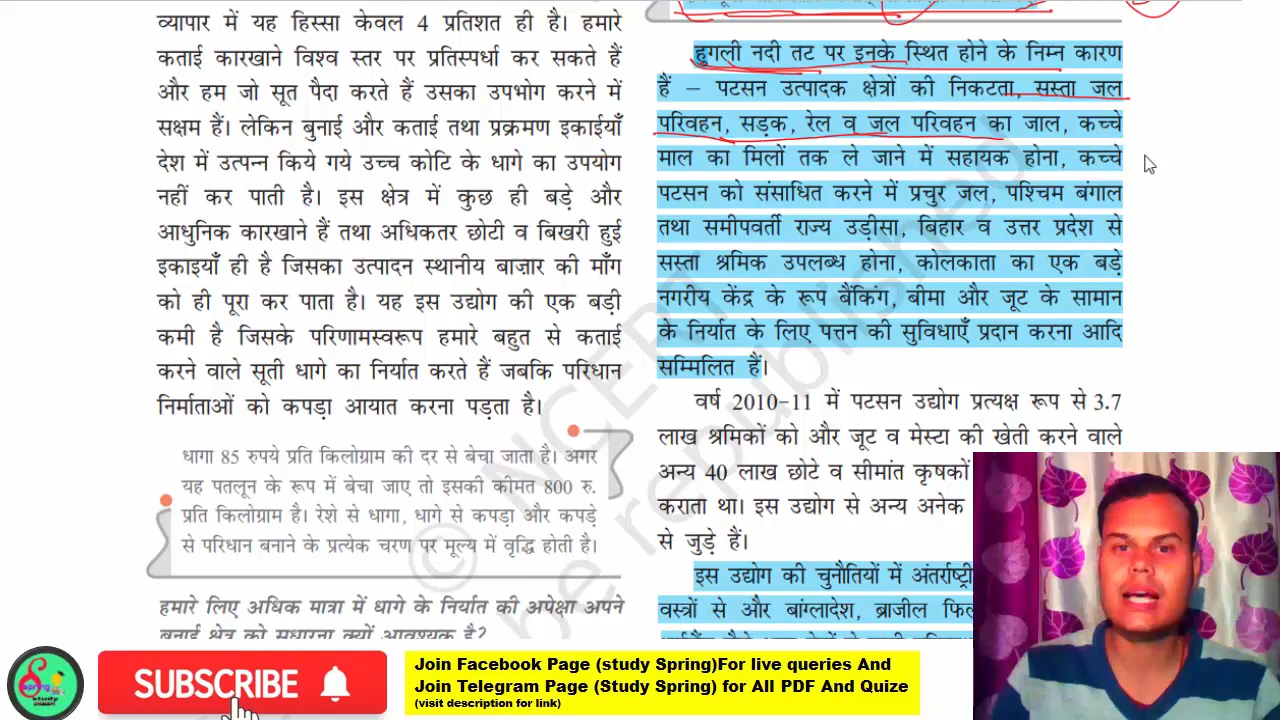 व्यापार में यह हिस्सा केवल 4 प्रतिशत ही है। हमारे
कताई कारखाने विश्व स्तर पर प्रतिस्पर्धा कर सकते हैं
और हम जो सूत पैदा करते हैं उसका उपभोग करने में
सक्षम हैं। लेकिन बुनाई और कताई तथा प्रक्रमण इकाईयाँ
देश में उत्पन्न किये गये उच्च कोटि के धागे का उपयोग
नहीं कर पाती है। इस क्षेत्र में कुछ ही बड़े और
आधुनिक कारखाने हैं तथा अधिकतर छोटी व बिखरी हुई
इकाइयाँ ही है जिसका उत्पादन स्थानीय बाज़ार की माँग
को ही पूरा कर पाता है। यह इस उद्योग की एक बड़ी
कमी है जिसके परिणामस्वरूप हमारे बहुत से कताई
करने वाले सूती धागे का निर्यात करते हैं जबकि परिधान
निर्माताओं को कपड़ा आयात करना पड़ता है।
धागा 85 रुपये प्रति किलोग्राम की दर से बेचा जाता है। अगर
यह पतलून के रूप में बेचा जाए तो इसकी कीमत 800 रु.
प्रति किलोग्राम है। रेशे से धागा, धागे से कपड़ा और कपड़े
से परिधान बनाने के प्रत्येक चरण पर मूल्य में वृद्धि होती है।
हमारे लिए अधिक मात्रा में धागे के निर्यात की अपेक्षा अपने
बुनाई क्षेत्र को सुधारना क्यों आवश्यक है?
हुगली नदी तट पर इनके स्थित होने के निम्न कारण
हैं – पटसन उत्पादक क्षेत्रों की निकटता, सस्ता जल
परिवहन, सड़क, रेल व जल परिवहन का जाल, कच्चे
माल का मिलों तक ले जाने में सहायक होना, कच्चे
पटसन को संसाधित करने में प्रचुर जल, पश्चिम बंगाल
तथा समीपवर्ती राज्य उड़ीसा, बिहार व उत्तर प्रदेश से
सस्ता श्रमिक उपलब्ध होना, कोलकाता का एक बड़े
नगरीय केंद्र के रूप बैंकिंग, बीमा और जूट के सामान
के निर्यात के लिए पत्तन की सुविधाएँ प्रदान करना आदि
सम्मिलित हैं।
वर्ष 2010-11 में पटसन उद्योग प्रत्यक्ष रूप से 3.7
लाख श्रमिकों को और जूट व मेस्टा की खेती करने वाले
अन्य 40 लाख छोटे व सीमांत कृषकों
कराता था। इस उद्योग से अन्य अनेक
से जुड़े हैं।
इस उद्योग की चुनौतियों में
वस्त्रों से और बांग्लादेश, ब्राजील
© NCERT
be republished
SUBSCRIBE
Join Facebook Page (study Spring)For live queries And
Join Telegram Page (Study Spring) for All PDF And Quize
(visit description for link)